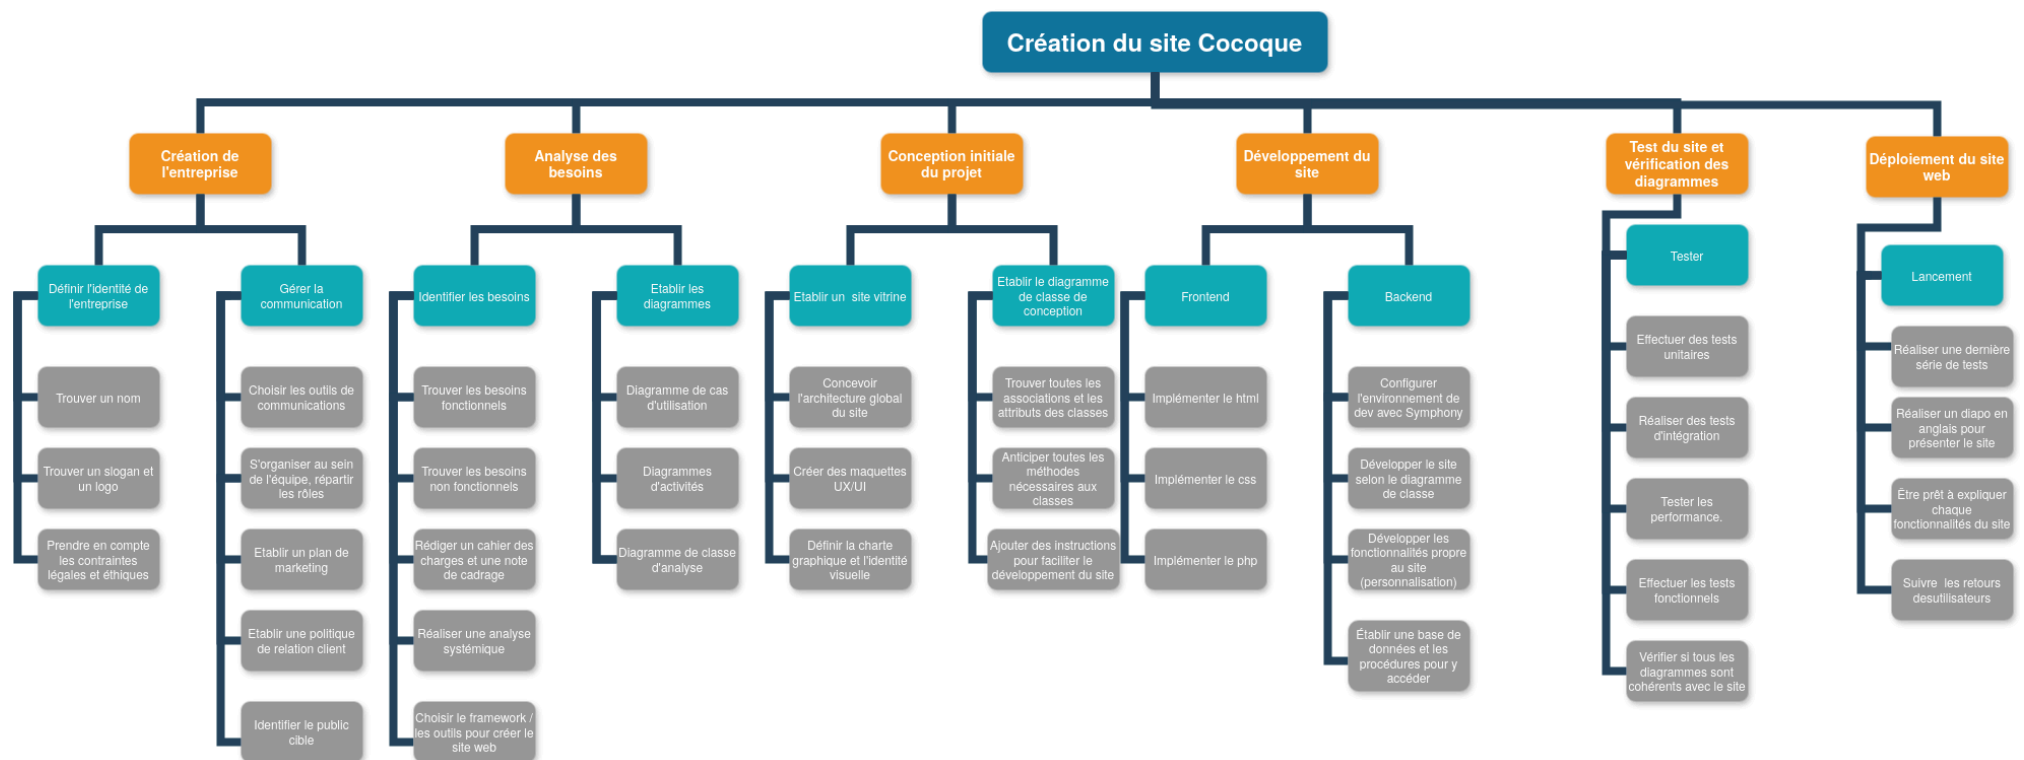 Création du site Cocoque
Création de
l'entreprise
Analyse des
besoins
Conception initiale
du projet
Développement du
site
Test du site et
vérification des
diagrammes
Déploiement du site
web
Définir l'identité de
l'entreprise
Trouver un nom
Trouver un slogan et
un logo
Prendre en compte
les contraintes
légales et éthiques
Gérer la
communication
Choisir les outils de
communications
S'organiser au sein
de l'équipe, répartir
les rôles
Etablir un plan de
marketing
Etablir une politique
de relation client
Identifier le public
cible
Identifier les besoins
Trouver les besoins
fonctionnels
Trouver les besoins
non fonctionnels
Rédiger un cahier des
charges et une note
de cadrage
Réaliser une analyse
systémique
Choisir le framework /
les outils pour créer le
site web
Etablir les
diagrammes
Diagramme de cas
d'utilisation
Diagrammes
d'activités
Diagramme de classe
d'analyse
Etablir un  site vitrine
Concevoir
l'architecture global
du site
Créer des maquettes
UX/UI
Définir la charte
graphique et l'identité
visuelle
Etablir le diagramme
de classe de
conception
Trouver toutes les
associations et les
attributs des classes
Anticiper toutes les
méthodes
nécessaires aux
classes
Ajouter des instructions
pour faciliter le
développement du site
Frontend
Implémenter le html
Implémenter le css
Implémenter le php
Backend
Configurer
l'environnement de
dev avec Symphony
Développer le site
selon le diagramme
de classe
Développer les
fonctionnalités propre
au site
(personnalisation)
Établir une base de
données et les
procédures pour y
accéder
Tester
Effectuer des tests
unitaires
Réaliser des tests
d'intégration
Tester les
performance.
Effectuer les tests
fonctionnels
Vérifier si tous les
diagrammes sont
cohérents avec le site
Lancement
Réaliser une dernière
série de tests
Réaliser un diapo en
anglais pour
présenter le site
Être prêt à expliquer
chaque
fonctionnalités du site
Suivre  les retours
desutilisateurs